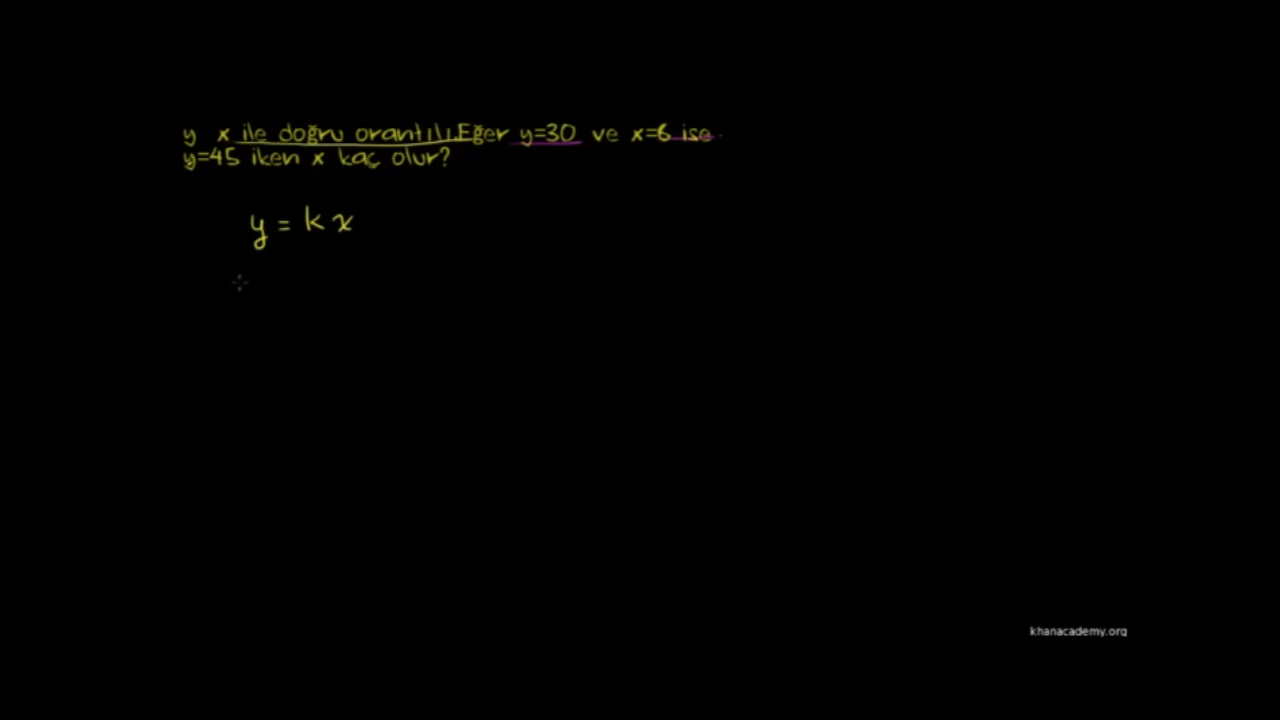 y x ile doğru orantılı.Eğer y=30 ve x=6 ise
y=45 iken x kaç olur?
y = k x
khanacademy.org